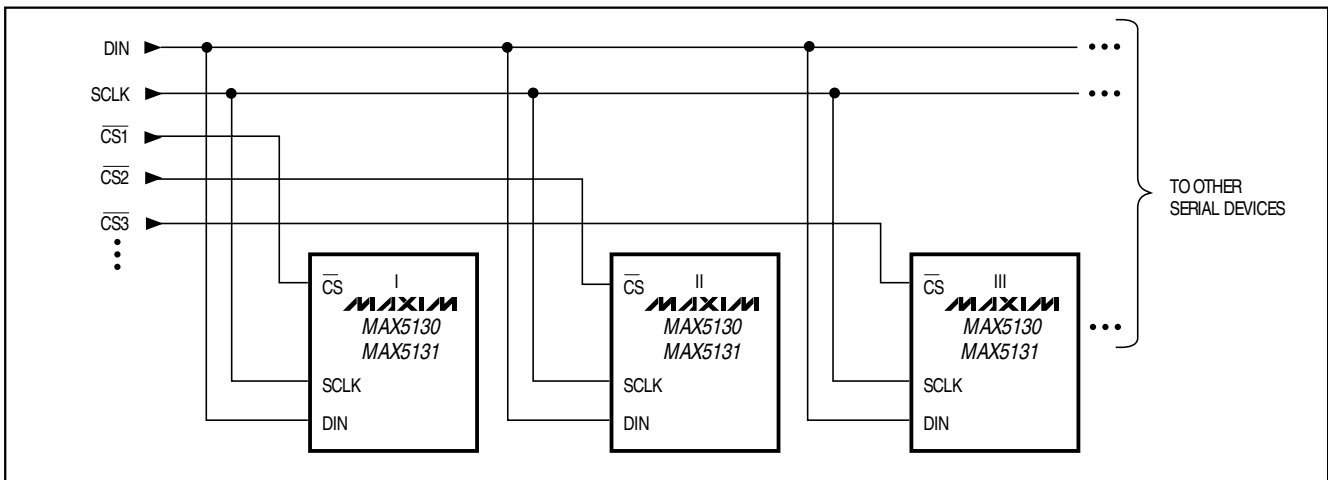 DIN
SCLK
CS1
CS2
CS3
TO OTHER
SERIAL DEVICES
CS
I
MAXIM
MAX5130
MAX5131
SCLK
DIN
CS
II
MAXIM
MAX5130
MAX5131
SCLK
DIN
CS
III
MAXIM
MAX5130
MAX5131
SCLK
DIN